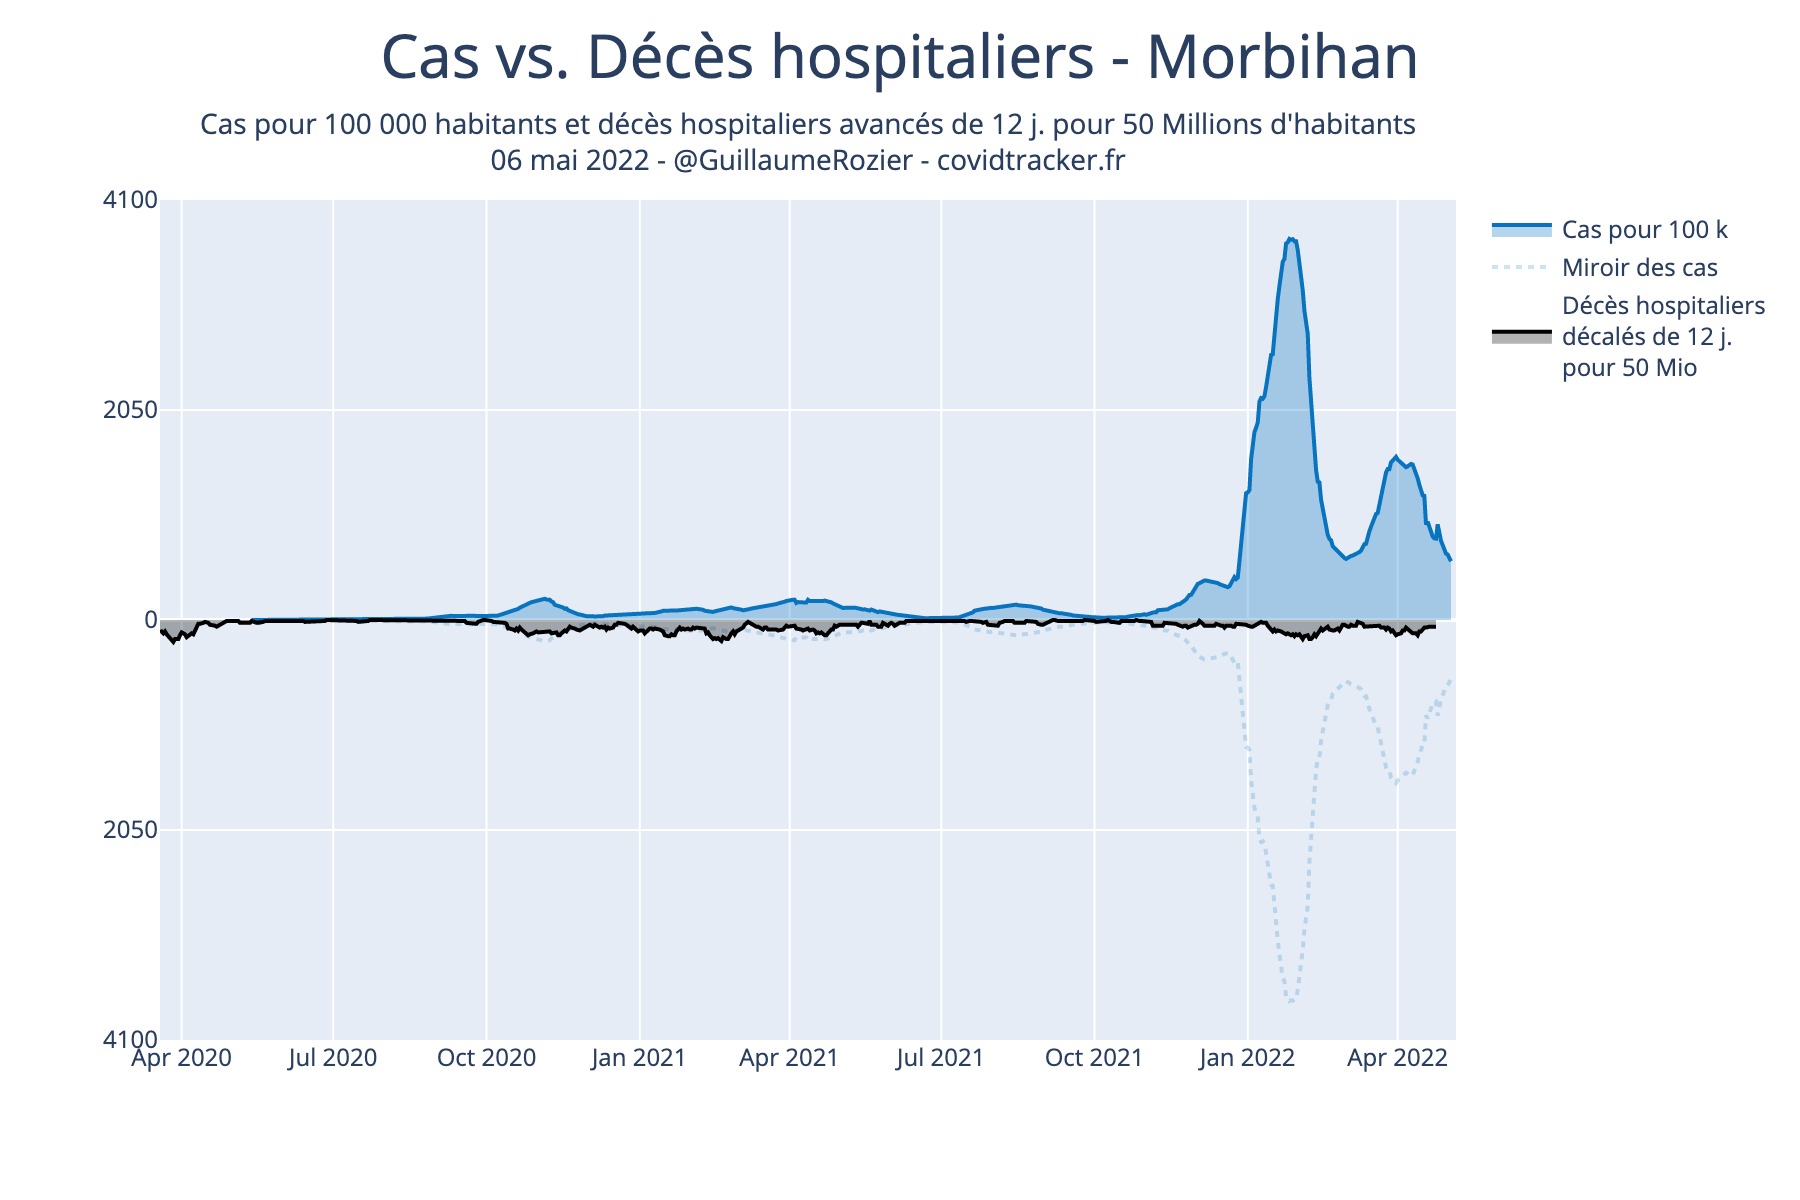 Cas vs. Décès hospitaliers - Morbihan
Cas pour 100 000 habitants et décès hospitaliers avancés de 12 j. pour 50 Millions d'habitants
06 mai 2022 - @GuillaumeRozier - covidtracker.fr
4100
2050
0
2050
4100
Apr 2020
Jul 2020
Oct 2020
Jan 2021
Apr 2021
Jul 2021
Oct 2021
Jan 2022
Apr 2022
Cas pour 100 k
Miroir des cas
Décès hospitaliers
décalés de 12 j.
pour 50 Mio